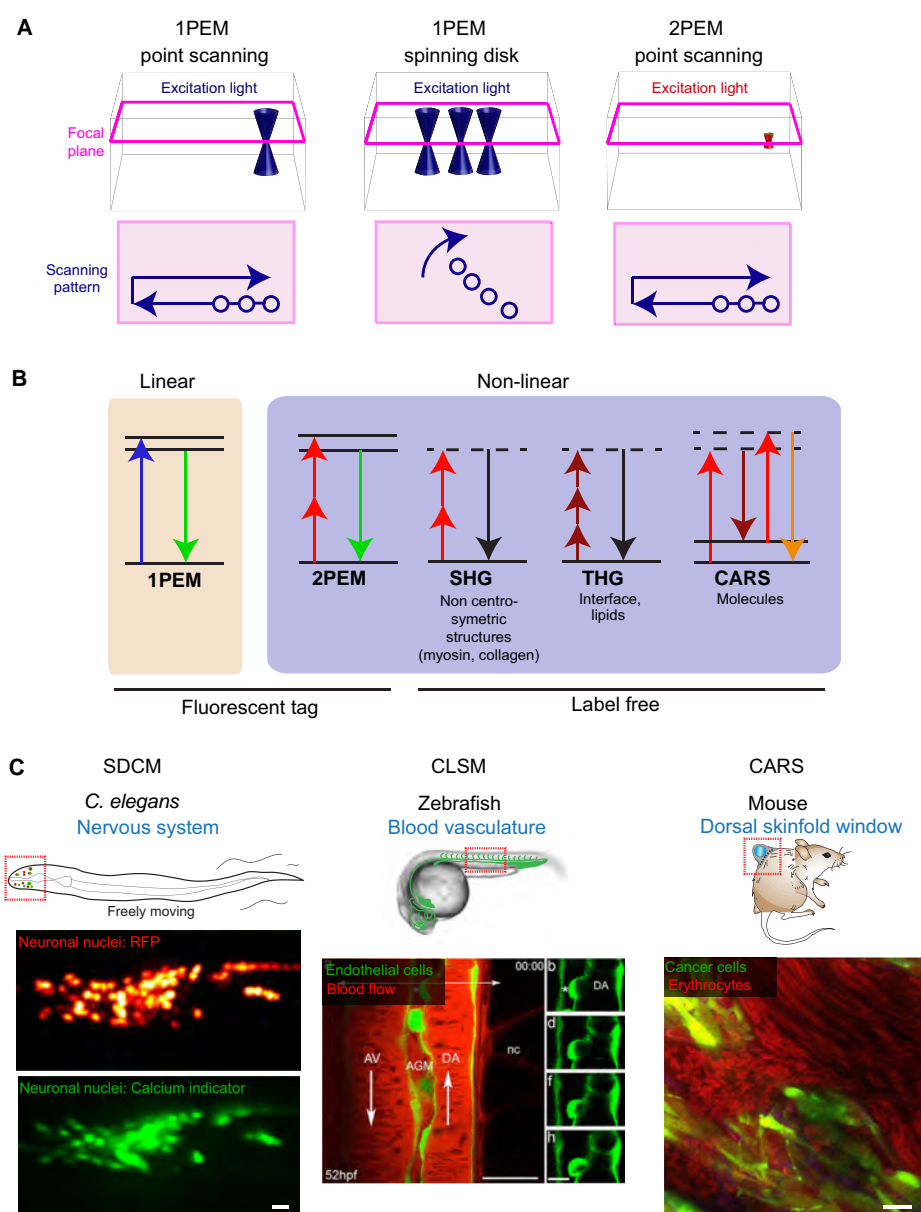 A
1PEM
point scanning
1PEM
spinning disk
2PEM
point scanning
Excitation light
Excitation light
Excitation light
Focal
plane
Scanning
pattern
B
Linear
Non-linear
1PEM
2PEM
SHG
THG
CARS
Non centro-
symetric
structures
(myosin, collagen)
Interface,
lipids
Molecules
Fluorescent tag
Label free
C
SDCM
CLSM
CARS
C. elegans
Nervous system
Zebrafish
Blood vasculature
Mouse
Dorsal skinfold window
Freely moving
Neuronal nuclei: RFP
Neuronal nuclei: Calcium indicator
Endothelial cells
Blood flow
00:00
AV
AGM
DA
nc
52hpf
b
*
DA
d
f
h
Cancer cells
Erythrocytes